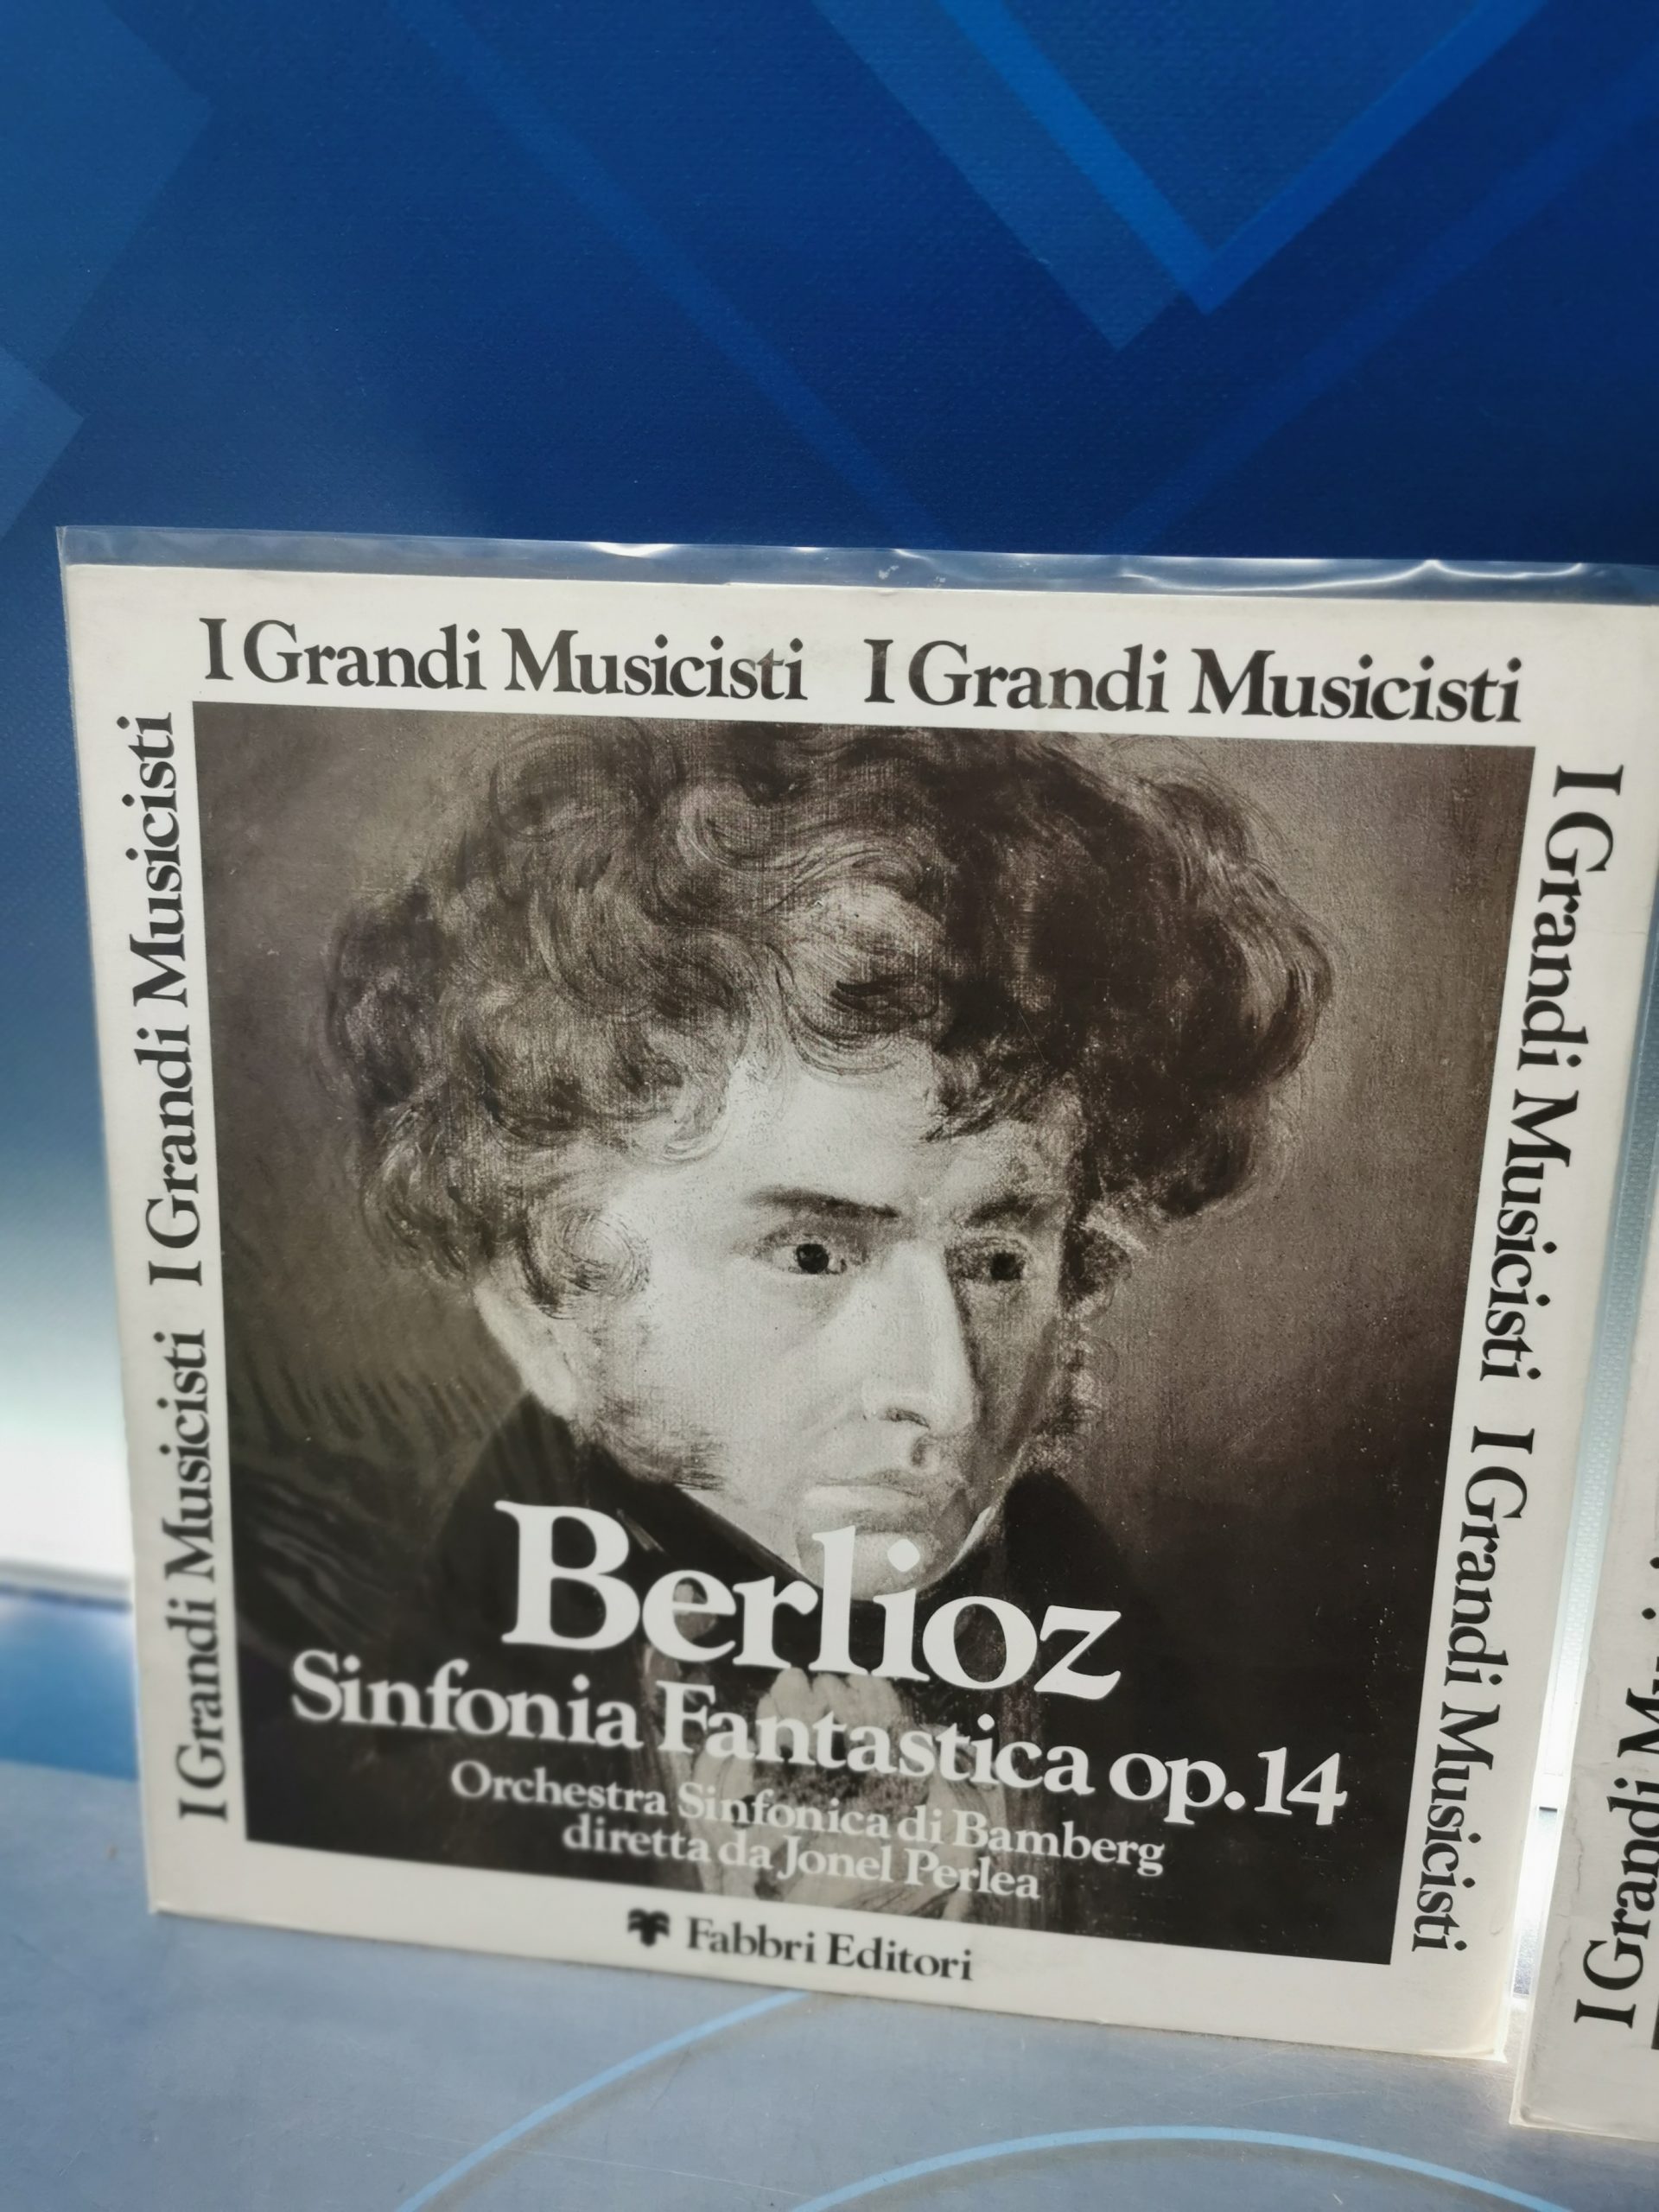 I Grandi Musicisti I Grandi Musicisti
I Grandi Musicisti I Grandi Musicisti
I Grandi Musicisti I Grandi Musicisti
Berlioz
Sinfonia Fantastica op.14
Orchestra Sinfonica di Bamberg
diretta da Jonel Perlea
Fabbri Editori
I Grandi